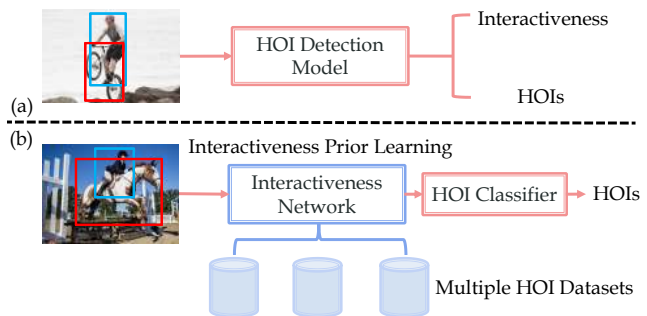 HOI Detection
Model
Interactiveness
HOIs
(a)
(b)
Interactiveness Prior Learning
Interactiveness
Network
HOI Classifier
HOIs
Multiple HOI Datasets